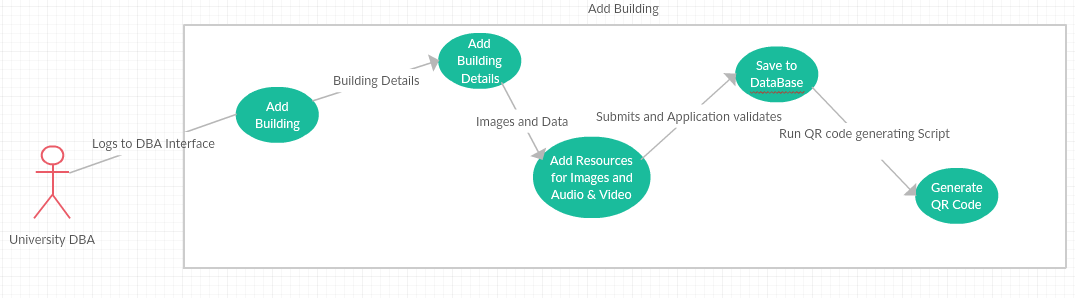 Add Building
Add
Building
Details
Save to
DataBase
Building Details
Add
Building
Images and Data
Submits and Application validates
Run QR code generating Script
Logs to DBA Interface
Add Resources
for Images and
Audio & Video
Generate
QR Code
University DBA